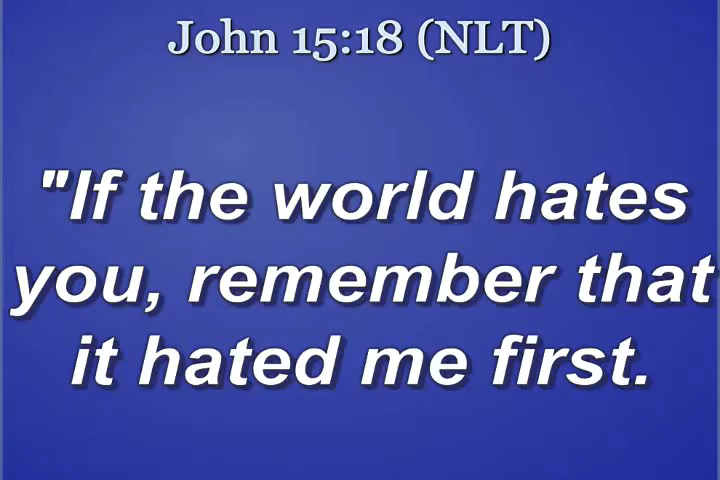 John 15:18 (NLT)
"If the world hates
you, remember that
it hated me first.